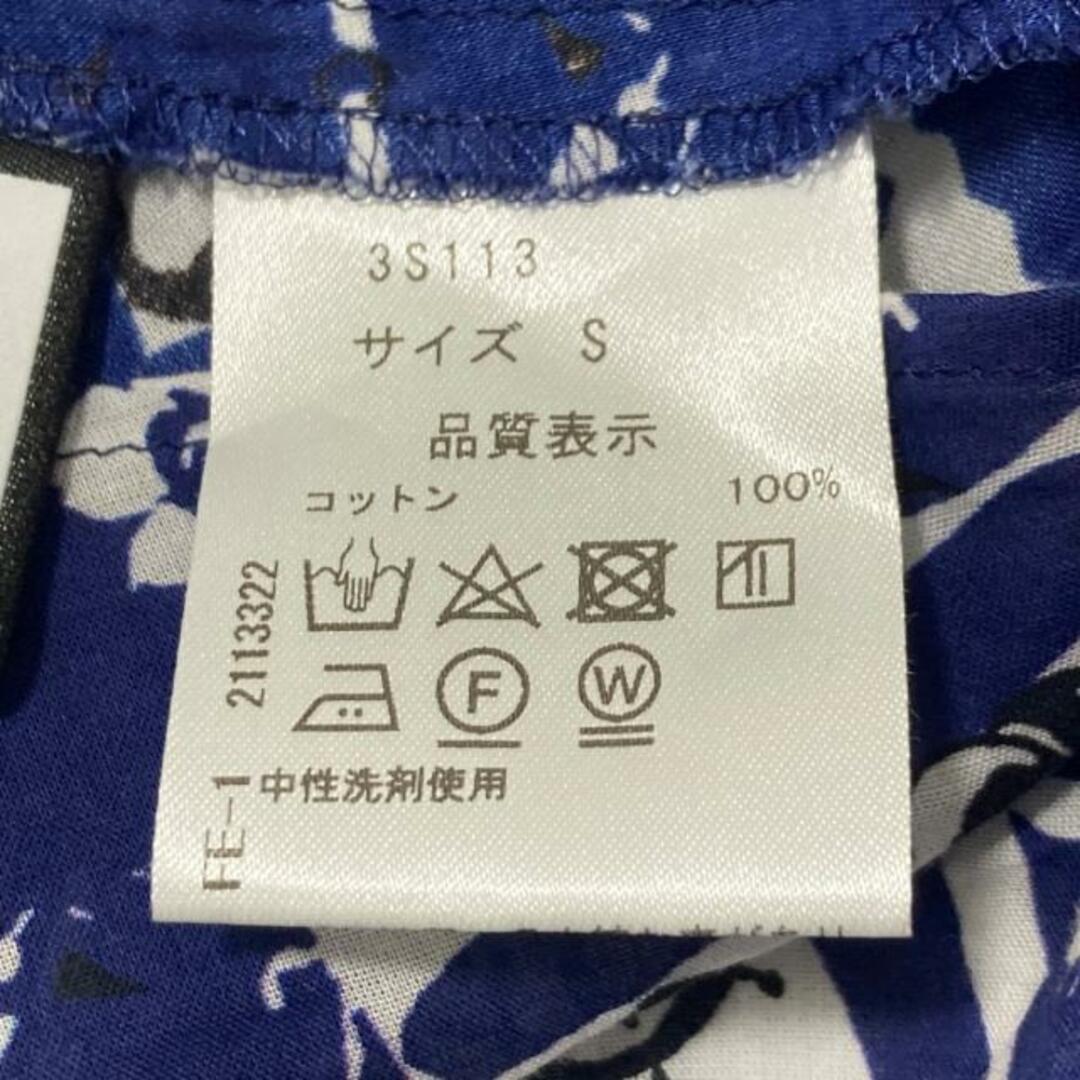 3S113
サイズ S
品質表示
コットン 100%
F W
中性洗剤使用
2113322
FE-1